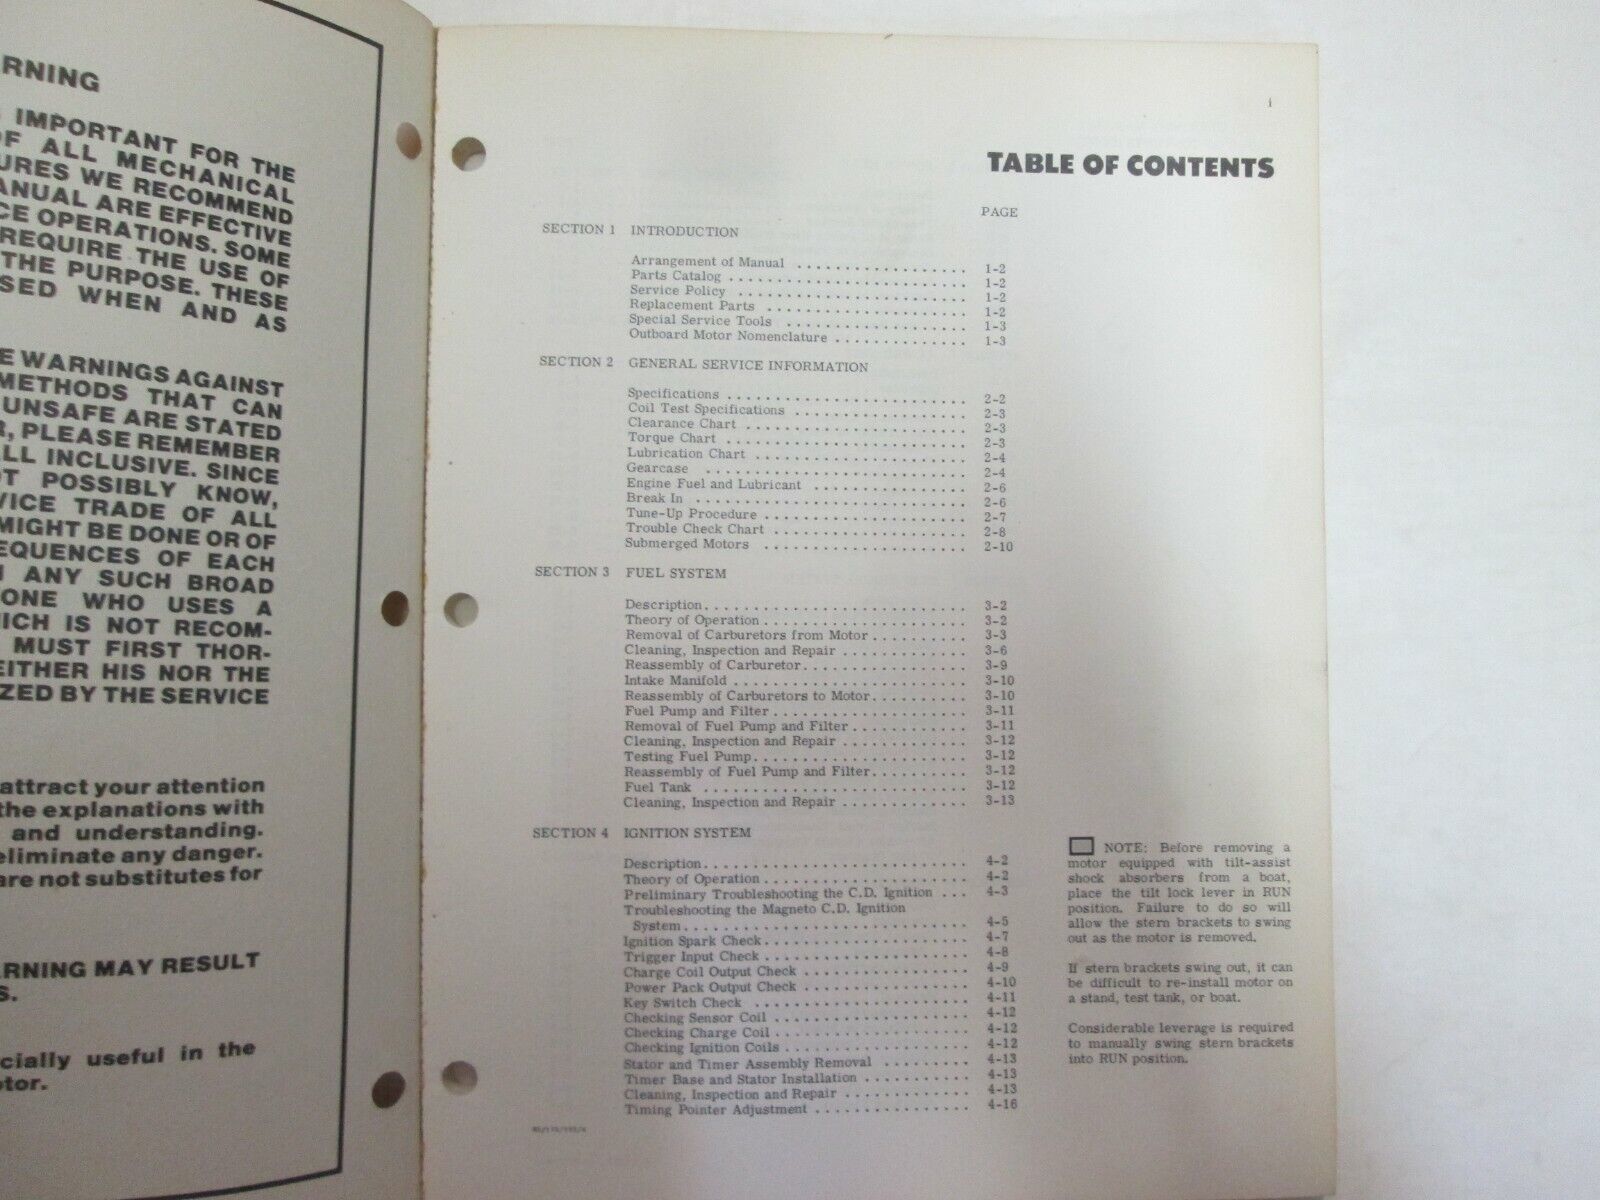 RNING
IMPORTANT FOR THE
OF ALL MECHANICAL
URES WE RECOMMEND
ANUAL ARE EFFECTIVE
CE OPERATIONS. SOME
REQUIRE THE USE OF
THE PURPOSE. THESE
SED WHEN AND AS
E WARNINGS AGAINST
METHODS THAT CAN
UNSAFE ARE STATED
R, PLEASE REMEMBER
ALL INCLUSIVE. SINCE
OT POSSIBLY KNOW,
VICE TRADE OF ALL
MIGHT BE DONE OR OF
EQUENCES OF EACH
ANY SUCH BROAD
ONE WHO USES A
HICH IS NOT RECOM-
MUST FIRST THOR-
EITHER HIS NOR THE
ZED BY THE SERVICE
attract your attention
the explanations with
and understanding.
eliminate any danger.
are not substitutes for
ARNING MAY RESULT
S.
cially useful in the
otor.
i
TABLE OF CONTENTS
PAGE
SECTION 1 INTRODUCTION
Arrangement of Manual . . . . . . . . . . . . . . . . . 1-2
Parts Catalog . . . . . . . . . . . . . . . . . . . . . . . 1-2
Service Policy . . . . . . . . . . . . . . . . . . . . . . 1-2
Replacement Parts . . . . . . . . . . . . . . . . . . . 1-2
Special Service Tools . . . . . . . . . . . . . . . . . 1-3
Outboard Motor Nomenclature . . . . . . . . . . . . . 1-3
SECTION 2 GENERAL SERVICE INFORMATION
Specifications . . . . . . . . . . . . . . . . . . . . . . . 2-2
Coil Test Specifications . . . . . . . . . . . . . . . . 2-3
Clearance Chart . . . . . . . . . . . . . . . . . . . . . 2-3
Torque Chart . . . . . . . . . . . . . . . . . . . . . . . 2-3
Lubrication Chart . . . . . . . . . . . . . . . . . . . . 2-4
Gearcase . . . . . . . . . . . . . . . . . . . . . . . . . 2-4
Engine Fuel and Lubricant . . . . . . . . . . . . . . . 2-6
Break In . . . . . . . . . . . . . . . . . . . . . . . . . . 2-6
Tune-Up Procedure . . . . . . . . . . . . . . . . . . . 2-7
Trouble Check Chart . . . . . . . . . . . . . . . . . . 2-8
Submerged Motors . . . . . . . . . . . . . . . . . . . 2-10
SECTION 3 FUEL SYSTEM
Description . . . . . . . . . . . . . . . . . . . . . . . . . 3-2
Theory of Operation . . . . . . . . . . . . . . . . . . . 3-2
Removal of Carburetors from Motor . . . . . . . . . 3-3
Cleaning, Inspection and Repair . . . . . . . . . . . . 3-6
Reassembly of Carburetor . . . . . . . . . . . . . . . . 3-9
Intake Manifold . . . . . . . . . . . . . . . . . . . . . . 3-10
Reassembly of Carburetors to Motor . . . . . . . . . 3-10
Fuel Pump and Filter . . . . . . . . . . . . . . . . . . . 3-11
Removal of Fuel Pump and Filter . . . . . . . . . . . 3-11
Cleaning, Inspection and Repair . . . . . . . . . . . . 3-12
Testing Fuel Pump . . . . . . . . . . . . . . . . . . . . 3-12
Reassembly of Fuel Pump and Filter . . . . . . . . . 3-12
Fuel Tank . . . . . . . . . . . . . . . . . . . . . . . . . 3-12
Cleaning, Inspection and Repair . . . . . . . . . . . . 3-13
SECTION 4 IGNITION SYSTEM
Description . . . . . . . . . . . . . . . . . . . . . . . . . 4-2
Theory of Operation . . . . . . . . . . . . . . . . . . . 4-2
Preliminary Troubleshooting the C.D. Ignition . . . 4-3
Troubleshooting the Magneto C.D. Ignition
System . . . . . . . . . . . . . . . . . . . . . . . . . . 4-5
Ignition Spark Check . . . . . . . . . . . . . . . . . . . 4-7
Trigger Input Check . . . . . . . . . . . . . . . . . . . 4-8
Charge Coil Output Check . . . . . . . . . . . . . . . . 4-9
Power Pack Output Check . . . . . . . . . . . . . . . . 4-10
Key Switch Check . . . . . . . . . . . . . . . . . . . . 4-11
Checking Sensor Coil . . . . . . . . . . . . . . . . . . 4-12
Checking Charge Coil . . . . . . . . . . . . . . . . . . 4-12
Checking Ignition Coils . . . . . . . . . . . . . . . . . 4-12
Stator and Timer Assembly Removal . . . . . . . . . 4-13
Timer Base and Stator Installation . . . . . . . . . . 4-13
Cleaning, Inspection and Repair . . . . . . . . . . . . 4-13
Timing Pointer Adjustment . . . . . . . . . . . . . . . 4-16
NOTE: Before removing a
motor equipped with tilt-assist
shock absorbers from a boat,
place the tilt lock lever in RUN
position. Failure to do so will
allow the stern brackets to swing
out as the motor is removed.
If stern brackets swing out, it can
be difficult to re-install motor on
a stand, test tank, or boat.
Considerable leverage is required
to manually swing stern brackets
into RUN position.